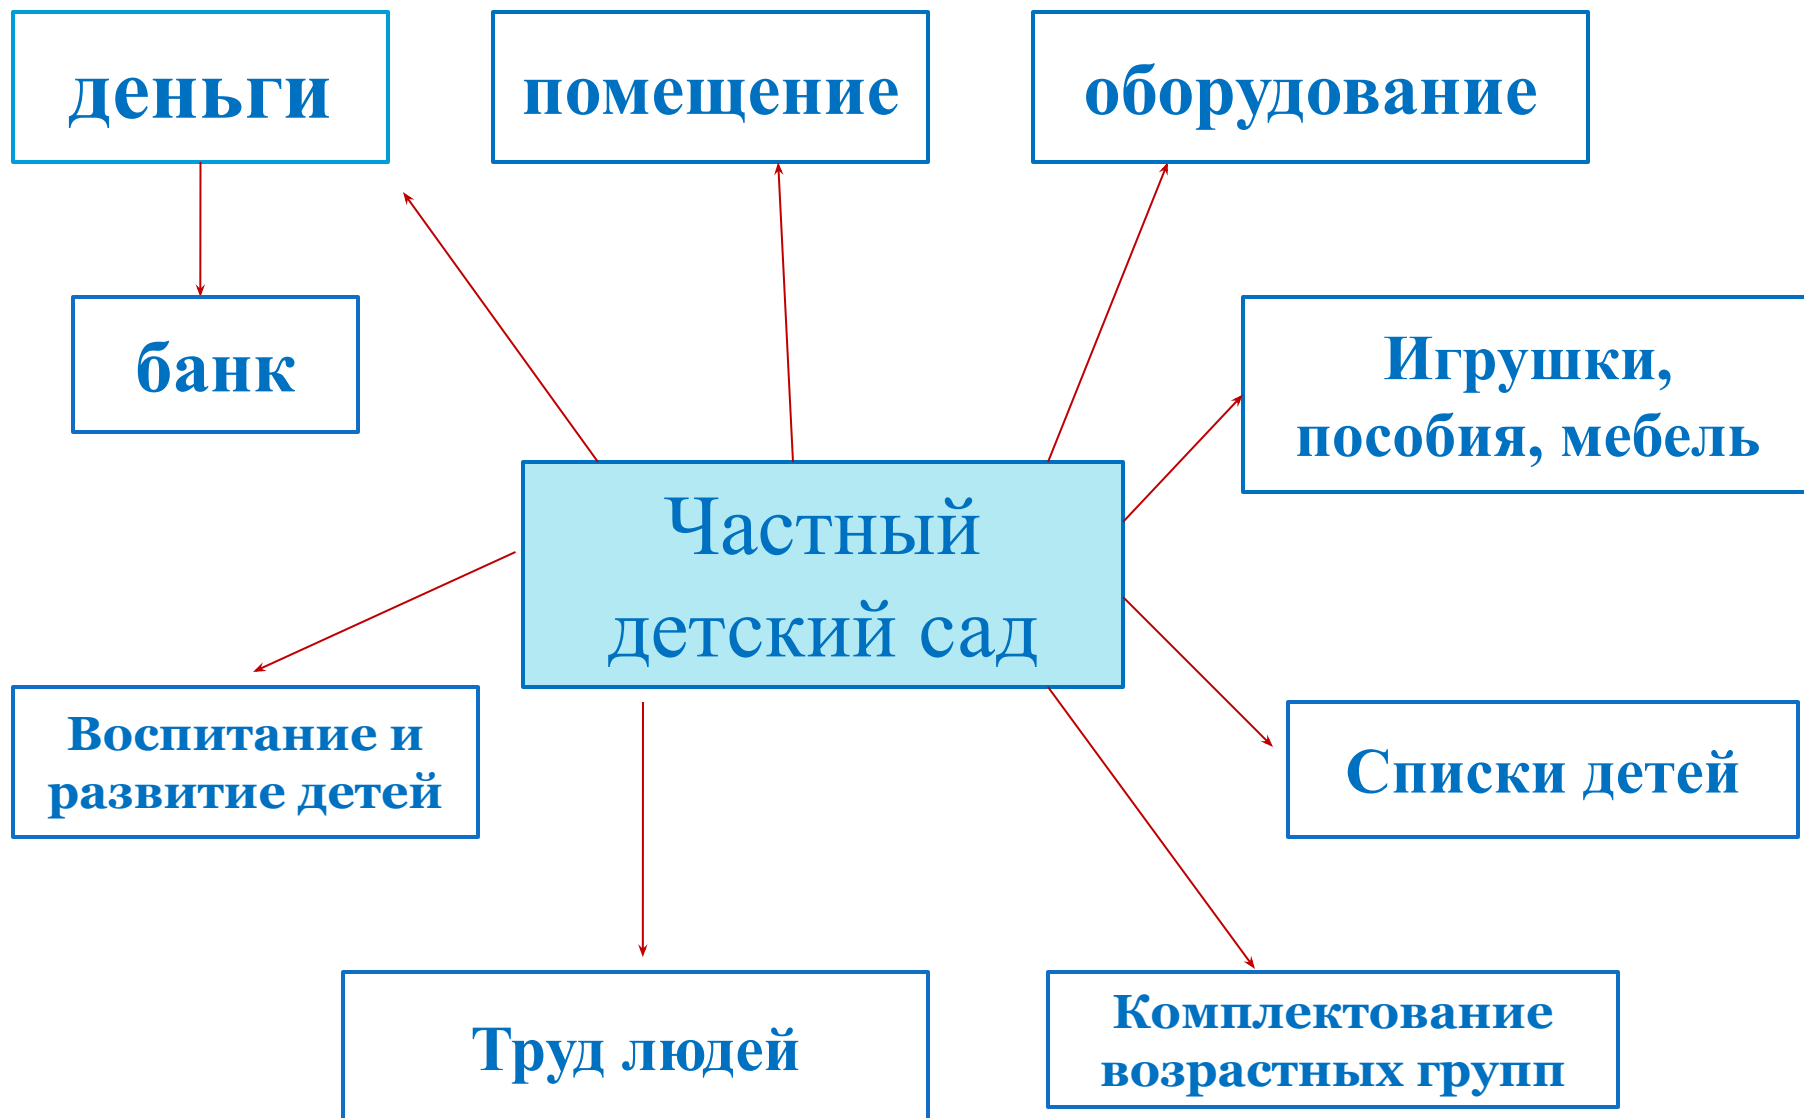 деньги
помещение
оборудование
банк
Игрушки,
пособия, мебель
Частный
детский сад
Воспитание и
развитие детей
Списки детей
Труд людей
Комплектование
возрастных групп